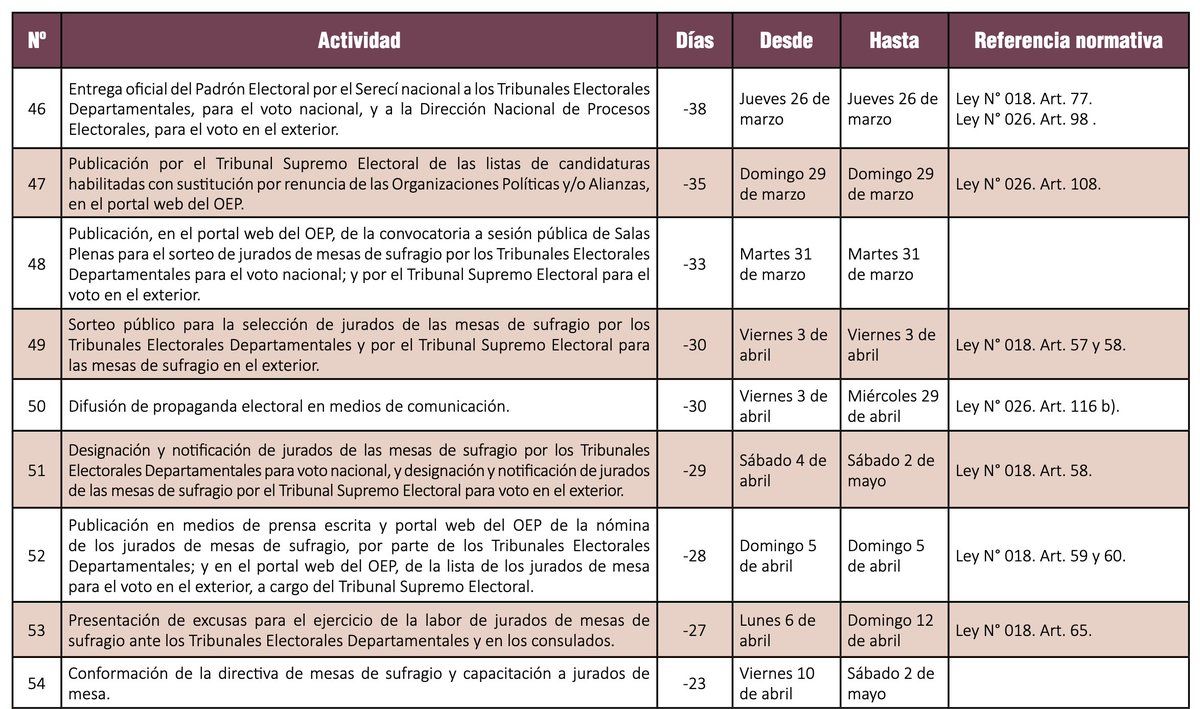 Nº Actividad Días Desde Hasta Referencia normativa
46
Entrega oficial del Padrón Electoral por el Serecí nacional a los Tribunales Electorales
Departamentales, para el voto nacional, y a la Dirección Nacional de Procesos
Electorales, para el voto en el exterior.
-38
Jueves 26 de
marzo
Jueves 26 de
marzo
Ley N° 018. Art. 77.
Ley N° 026. Art. 98 .
47
Publicación por el Tribunal Supremo Electoral de las listas de candidaturas
habilitadas con sustitución por renuncia de las Organizaciones Políticas y/o Alianzas,
en el portal web del OEP.
-35
Domingo 29
de marzo
Domingo 29
de marzo
Ley N° 026. Art. 108.
48
Publicación, en el portal web del OEP, de la convocatoria a sesión pública de Salas
Plenas para el sorteo de jurados de mesas de sufragio por los Tribunales Electorales
Departamentales para el voto nacional; y por el Tribunal Supremo Electoral para el
voto en el exterior.
-33
Martes 31
de marzo
Martes 31
de marzo
49
Sorteo público para la selección de jurados de las mesas de sufragio por los
Tribunales Electorales Departamentales y por el Tribunal Supremo Electoral para
las mesas de sufragio en el exterior.
-30
Viernes 3 de
abril
Viernes 3 de
abril
Ley N° 018. Art. 57 y 58.
50
Difusión de propaganda electoral en medios de comunicación.
-30
Viernes 3 de
abril
Miércoles 29
de abril
Ley N° 026. Art. 116 b).
51
Designación y notificación de jurados de las mesas de sufragio por los Tribunales
Electorales Departamentales para voto nacional, y designación y notificación de jurados
de las mesas de sufragio por el Tribunal Supremo Electoral para voto en el exterior.
-29
Sábado 4 de
abril
Sábado 2 de
mayo
Ley N° 018. Art. 58.
52
Publicación en medios de prensa escrita y portal web del OEP de la nómina
de los jurados de mesas de sufragio, por parte de los Tribunales Electorales
Departamentales; y en el portal web del OEP, de la lista de los jurados de mesa
para el voto en el exterior, a cargo del Tribunal Supremo Electoral.
-28
Domingo 5
de abril
Domingo 5
de abril
Ley N° 018. Art. 59 y 60.
53
Presentación de excusas para el ejercicio de la labor de jurados de mesas de
sufragio ante los Tribunales Electorales Departamentales y en los consulados.
-27
Lunes 6 de
abril
Domingo 12
de abril
Ley N° 018. Art. 65.
54
Conformación de la directiva de mesas de sufragio y capacitación a jurados de
mesa.
-23
Viernes 10
de abril
Sábado 2 de
mayo